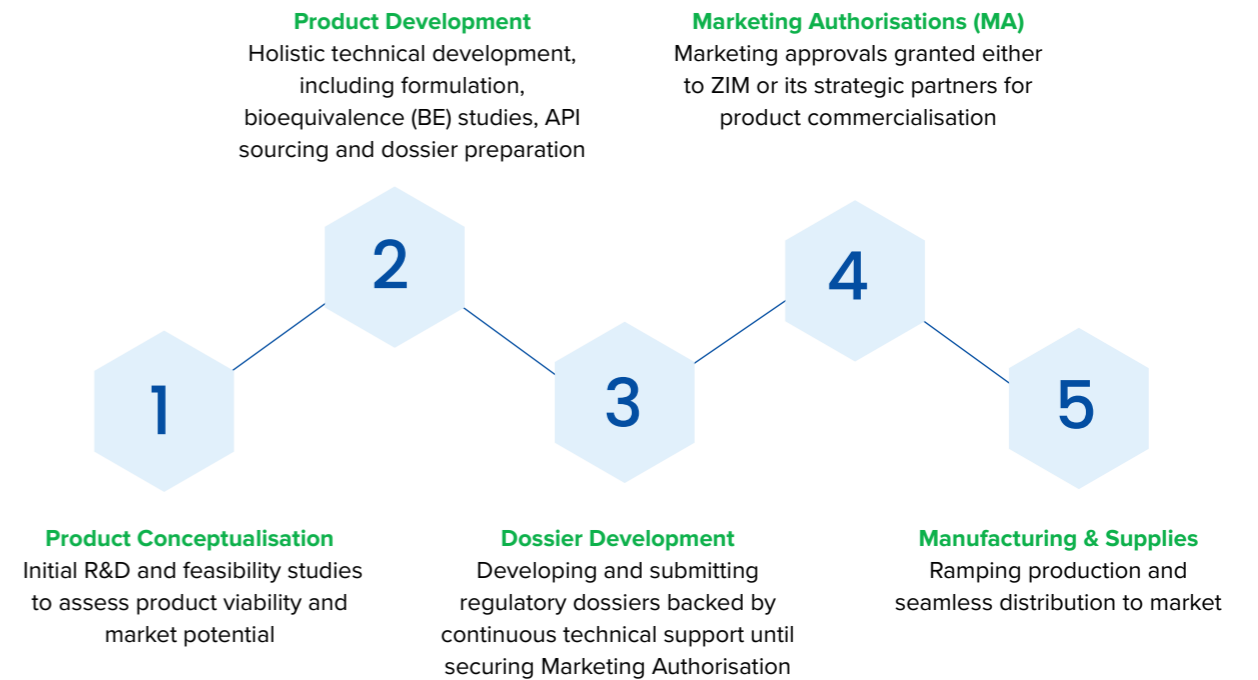 Product Development
Holistic technical development,
including formulation,
bioequivalence (BE) studies, API
sourcing and dossier preparation
Marketing Authorisations (MA)
Marketing approvals granted either
to ZIM or its strategic partners for
product commercialisation
1
2
3
4
5
Product Conceptualisation
Initial R&D and feasibility studies
to assess product viability and
market potential
Dossier Development
Developing and submitting
regulatory dossiers backed by
continuous technical support until
securing Marketing Authorisation
Manufacturing & Supplies
Ramping production and
seamless distribution to market